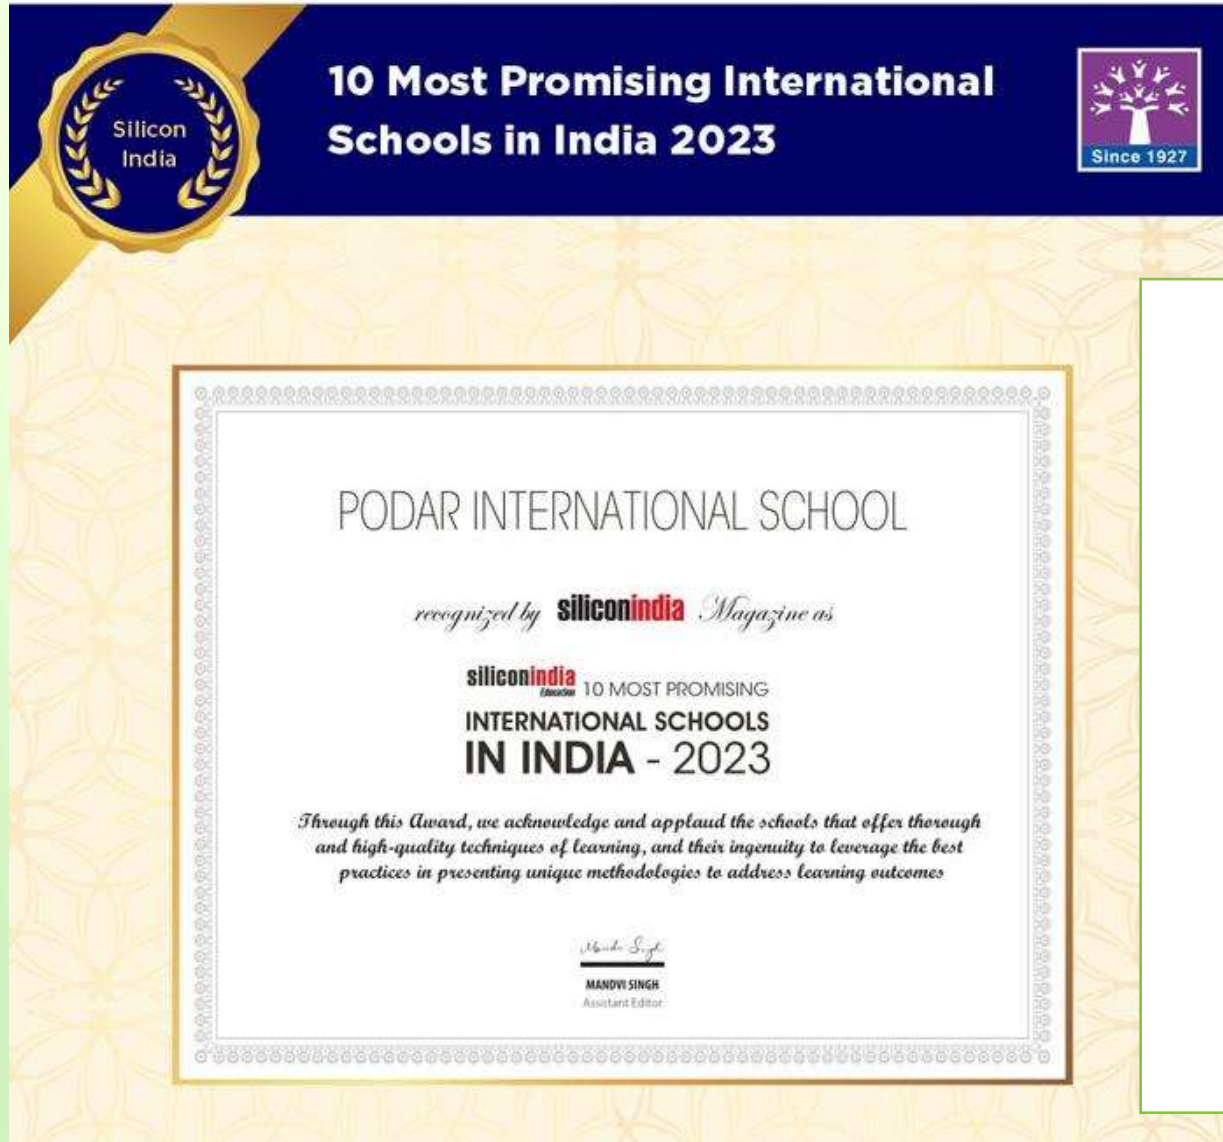 Silicon
India
10 Most Promising International
Schools in India 2023
Since 1927
PODAR INTERNATIONAL SCHOOL
recognized by siliconindia Magazine as
siliconindia
Education 10 MOST PROMISING
INTERNATIONAL SCHOOLS
IN INDIA - 2023
Through this Award, we acknowledge and applaud the schools that offer thorough
and high-quality techniques of learning, and their ingenuity to leverage the best
practices in presenting unique methodologies to address learning outcomes
Mandvi Singh
MANDVI SINGH
Assistant Editor